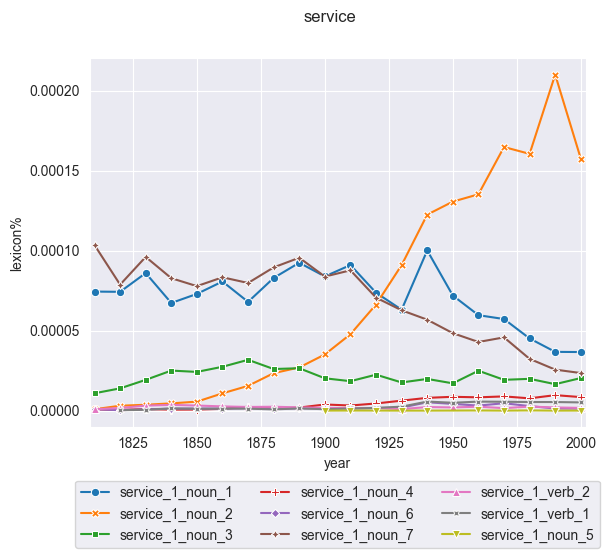 service
0.00020
0.00015
0.00010
0.00005
0.00000
lexicon%
1825 1850 1875 1900 1925 1950 1975 2000
year
service_1_noun_1 service_1_noun_4 service_1_verb_2
service_1_noun_2 service_1_noun_6 service_1_verb_1
service_1_noun_3 service_1_noun_7 service_1_noun_5